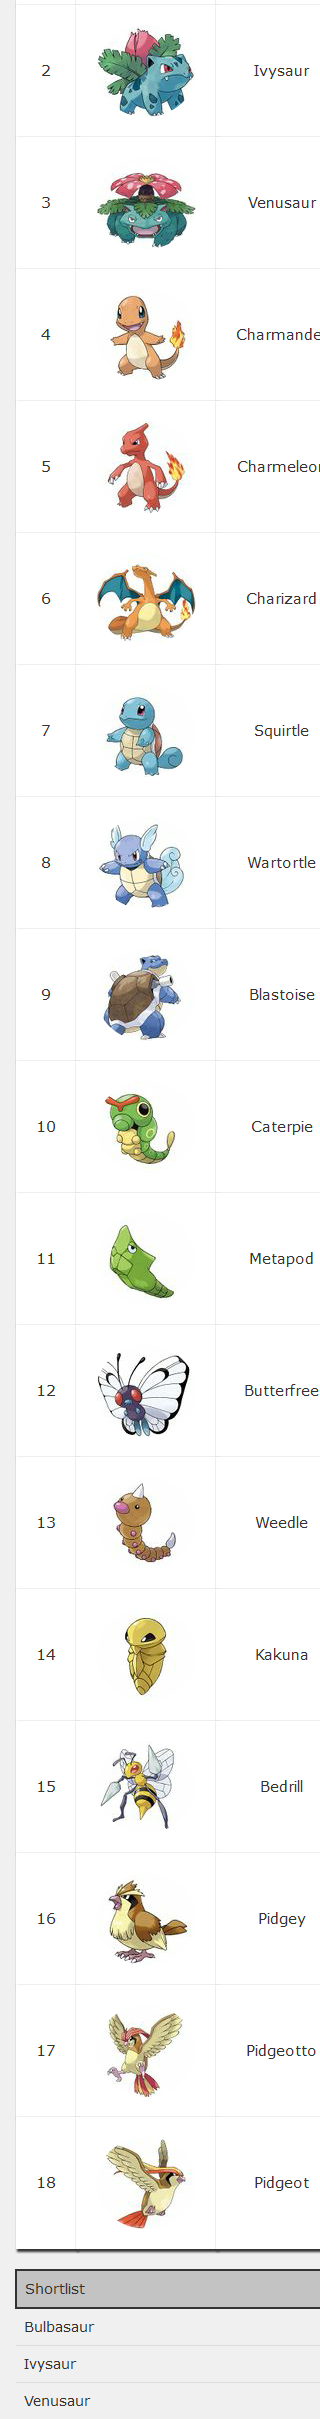 2 Ivysaur
3 Venusaur
4 Charmande
5 Charmeleon
6 Charizard
7 Squirtle
8 Wartortle
9 Blastoise
10 Caterpie
11 Metapod
12 Butterfree
13 Weedle
14 Kakuna
15 Bedrill
16 Pidgey
17 Pidgeotto
18 Pidgeot
Shortlist
Bulbasaur
Ivysaur
Venusaur